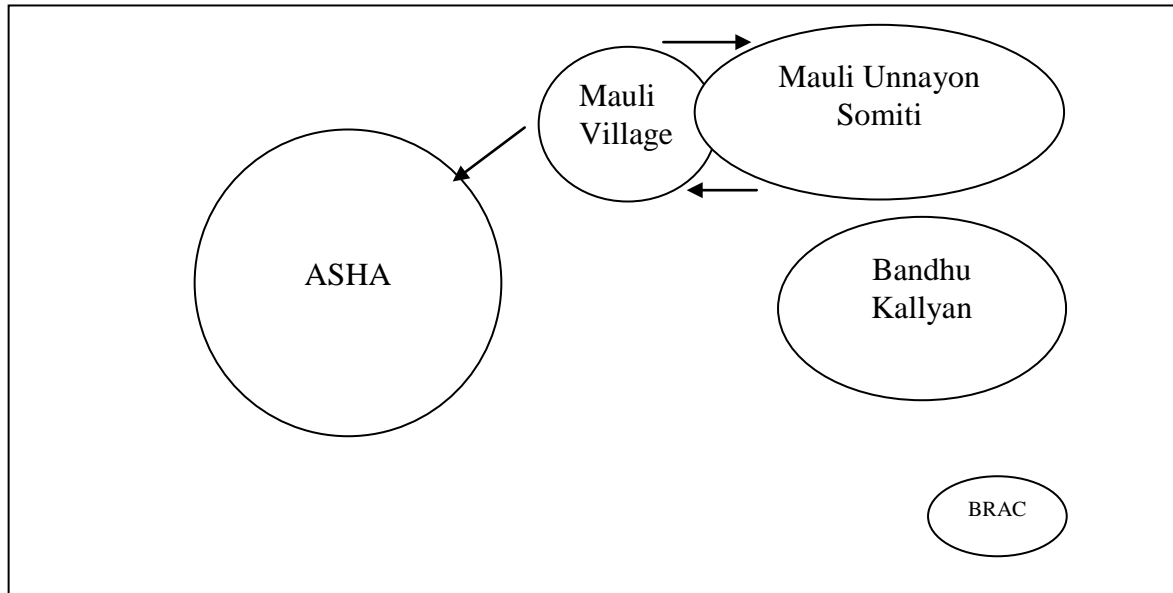 Mauli Unnayon
Somiti
Mauli
Village
ASHA
Bandhu
Kallyan
BRAC